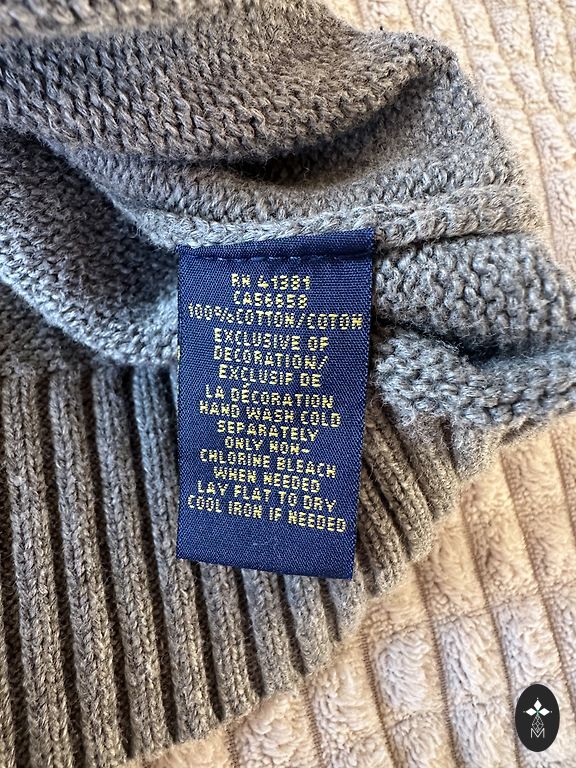 RN 41381
CA56658
100%COTTON/COTON
EXCLUSIVE OF
DECORATION/
EXCLUSIF DE
LA DÉCORATION
HAND WASH COLD
SEPARATELY
ONLY NON-
CHLORINE BLEACH
WHEN NEEDED
LAY FLAT TO DRY
COOL IRON IF NEEDED